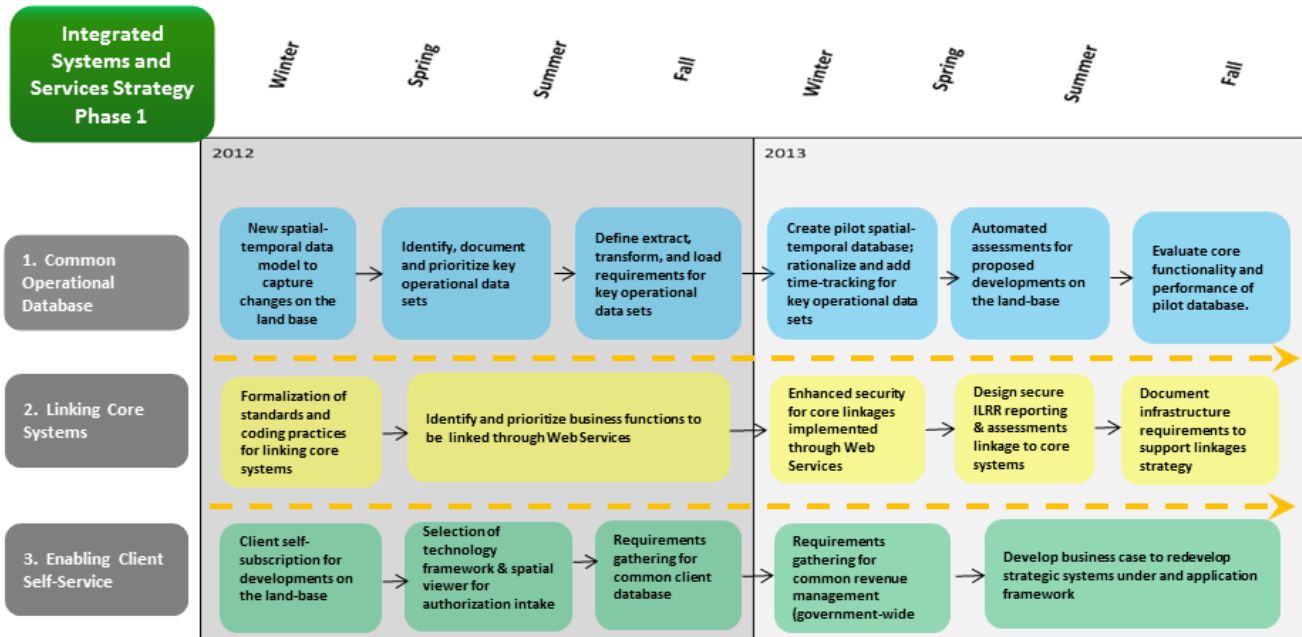 Integrated
Systems and
Services Strategy
Phase 1
Winter
Spring
Summer
Fall
Winter
Spring
Summer
Fall
2012
2013
1. Common
Operational
Database
New spatial-
temporal data
model to
capture changes on the
land base
Identify, document
and prioritize key
operational data sets
Define extract,
transform, and load
requirements for
key operational
data sets
Create pilot spatial-
temporal database;
rationalize and add
time-tracking for
key operational data
sets
Automated
assessments for
proposed
developments on
the land-base
Evaluate core
functionality and
performance of
pilot database.
2. Linking Core
Systems
Formalization of
standards and
coding practices
for linking core
systems
Identify and prioritize business functions to
be linked through Web Services
Enhanced security
for core linkages
implemented
through Web
Services
Design secure
ILRR reporting
& assessments
linkage to core
systems
Document
infrastructure
requirements to
support linkages
strategy
3. Enabling Client
Self-Service
Client self-
subscription for
developments on
the land-base
Selection of
technology
framework & spatial
viewer for
authorization intake
Requirements
gathering for
common client
database
Requirements
gathering for
common revenue
management
(government-wide
Develop business case to redevelop
strategic systems under and application
framework